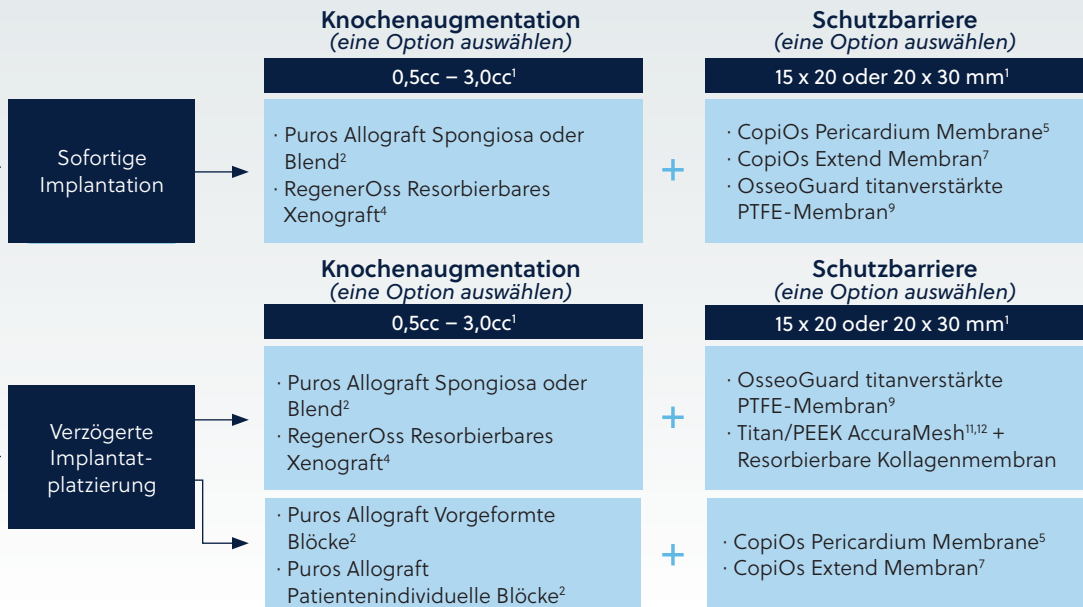 Knochenaugmentation
(eine Option auswählen)
Schutzbarriere
(eine Option auswählen)
0,5cc – 3,0cc¹
15 x 20 oder 20 x 30 mm¹
Sofortige
Implantation
· Puros Allograft Spongiosa oder
Blend²
· RegenerOss Resorbierbares
Xenograft⁴
+
· CopiOs Pericardium Membrane⁵
· CopiOs Extend Membran⁷
· OsseoGuard titanverstärkte
PTFE-Membran⁹
Knochenaugmentation
(eine Option auswählen)
Schutzbarriere
(eine Option auswählen)
0,5cc – 3,0cc¹
15 x 20 oder 20 x 30 mm¹
Verzögerte
Implantat-
platzierung
· Puros Allograft Spongiosa oder
Blend²
· RegenerOss Resorbierbares
Xenograft⁴
+
· OsseoGuard titanverstärkte
PTFE-Membran⁹
· Titan/PEEK AccuraMesh¹¹,¹² +
Resorbierbare Kollagenmembran
· Puros Allograft Vorgeformte
Blöcke²
· Puros Allograft
Patientenindividuelle Blöcke²
+
· CopiOs Pericardium Membrane⁵
· CopiOs Extend Membran⁷